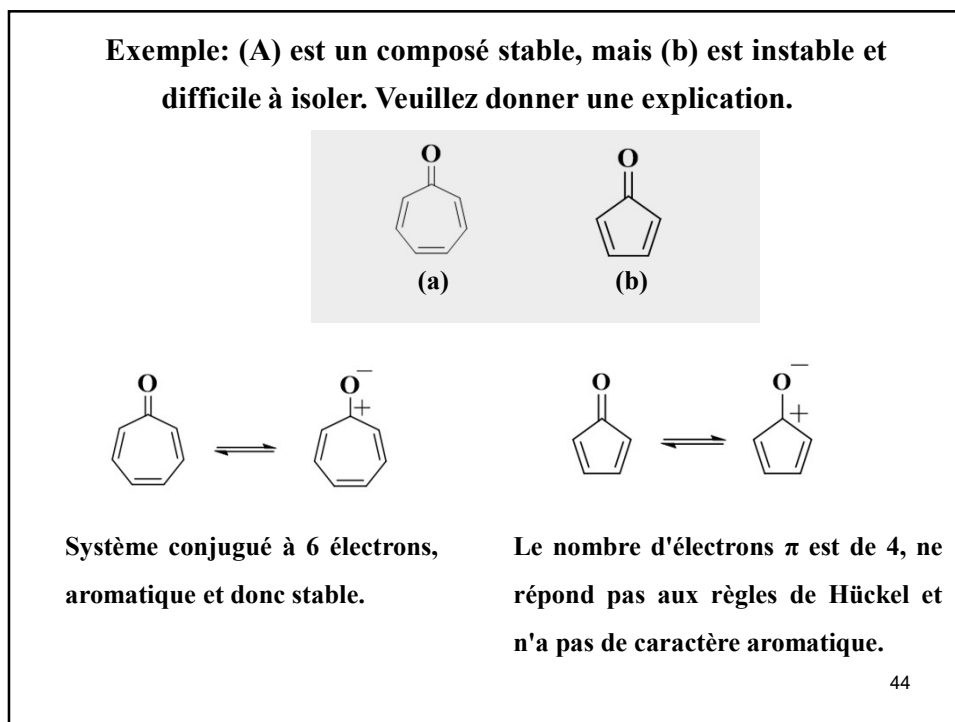 Exemple: (A) est un composé stable, mais (b) est instable et
difficile à isoler. Veuillez donner une explication.
O
O
(a)
(b)
O
O−
+
O
O−
+
Système conjugué à 6 électrons,
aromatique et donc stable.
Le nombre d'électrons π est de 4, ne
répond pas aux règles de Hückel et
n'a pas de caractère aromatique.
44